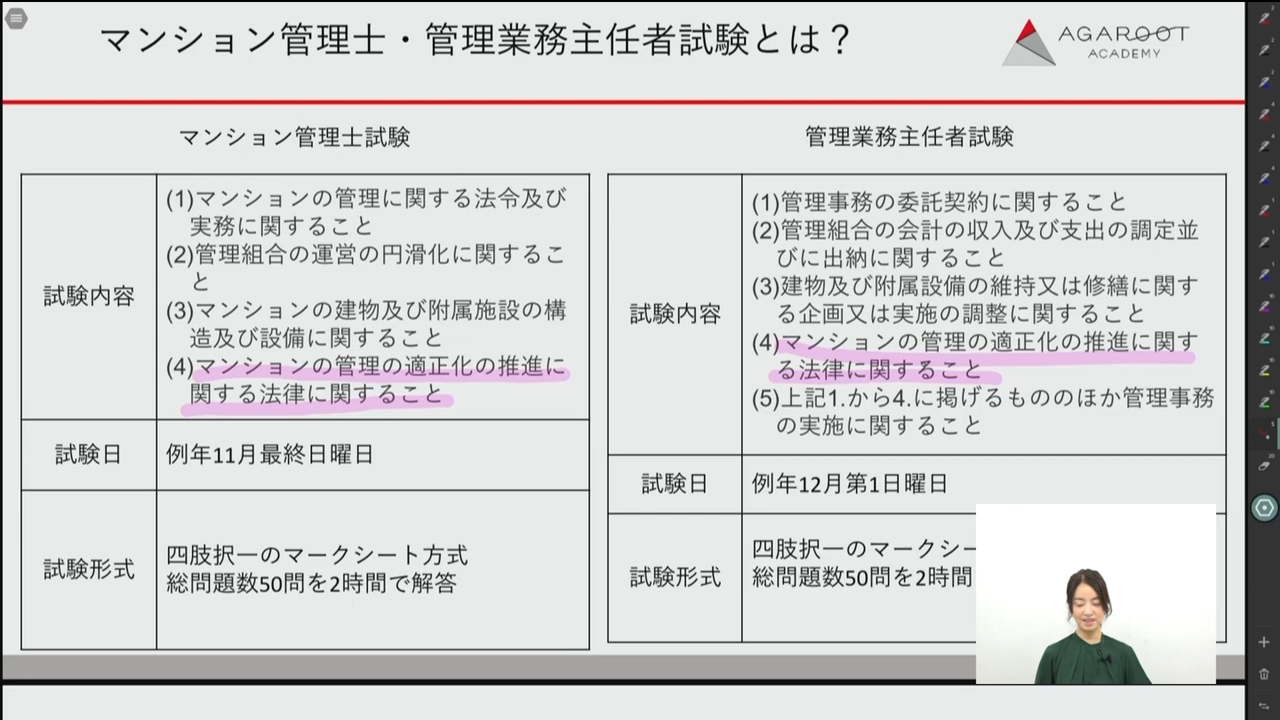 マンション管理士・管理業務主任者試験とは？
AGAROOT
ACADEMY
マンション管理士試験
試験内容
(1)マンションの管理に関する法令及び
実務に関すること
(2)管理組合の運営の円滑化に関するこ
と
(3)マンションの建物及び附属施設の構
造及び設備に関すること
(4)マンションの管理の適正化の推進に
関する法律に関すること
試験日
例年11月最終日曜日
試験形式
四肢択一のマークシート方式
総問題数50問を2時間で解答
管理業務主任者試験
試験内容
(1)管理事務の委託契約に関すること
(2)管理組合の会計の収入及び支出の調定並
びに出納に関すること
(3)建物及び附属設備の維持又は修繕に関す
る企画又は実施の調整に関すること
(4)マンションの管理の適正化の推進に関す
る法律に関すること
(5)上記1.から4.に掲げるもののほか管理事務
の実施に関すること
試験日
例年12月第1日曜日
試験形式
四肢択一のマークシー
総問題数50問を2時間